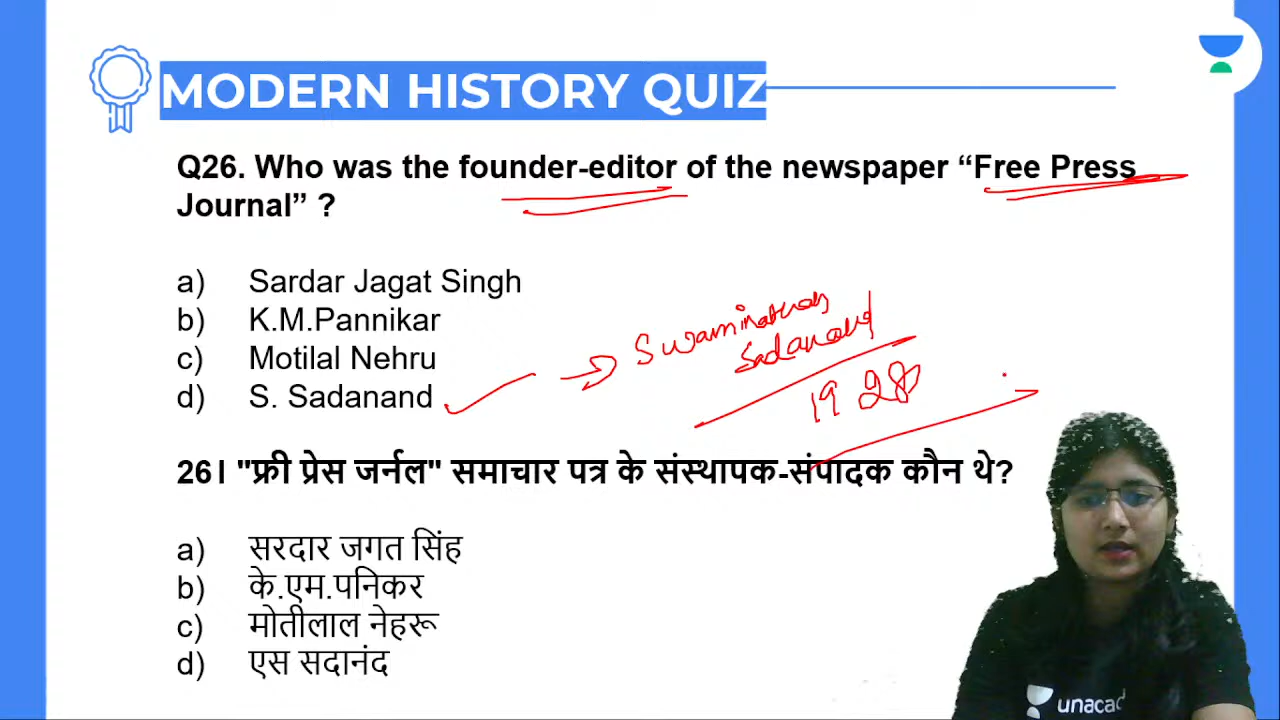 MODERN HISTORY QUIZ
Q26. Who was the founder-editor of the newspaper “Free Press
Journal” ?
a) Sardar Jagat Singh
b) K.M.Pannikar
c) Motilal Nehru
d) S. Sadanand
Swaminathan
Sadanand
1928
26। "फ्री प्रेस जर्नल" समाचार पत्र के संस्थापक-संपादक कौन थे?
a) सरदार जगत सिंह
b) के.एम.पनिकर
c) मोतीलाल नेहरू
d) एस सदानंद
unacad